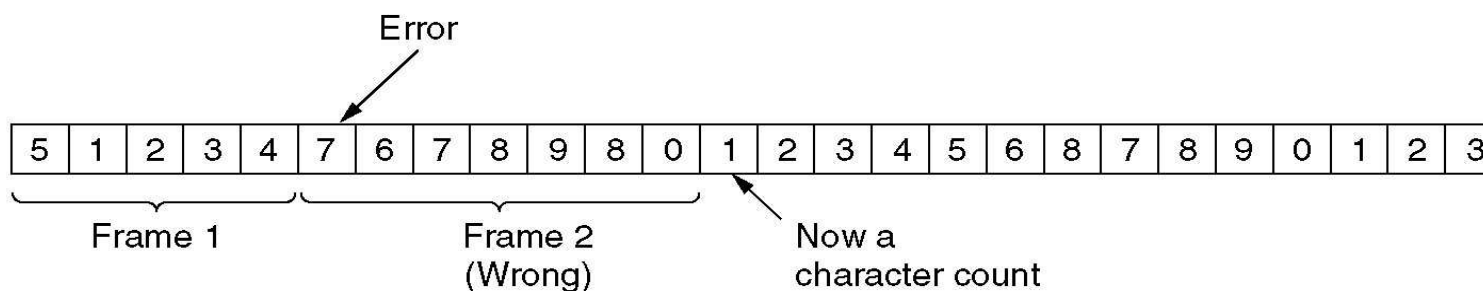 Error
5 1 2 3 4 7 6 7 8 9 8 0 1 2 3 4 5 6 8 7 8 9 0 1 2 3
Frame 1 Frame 2 Now a
(Wrong) character count